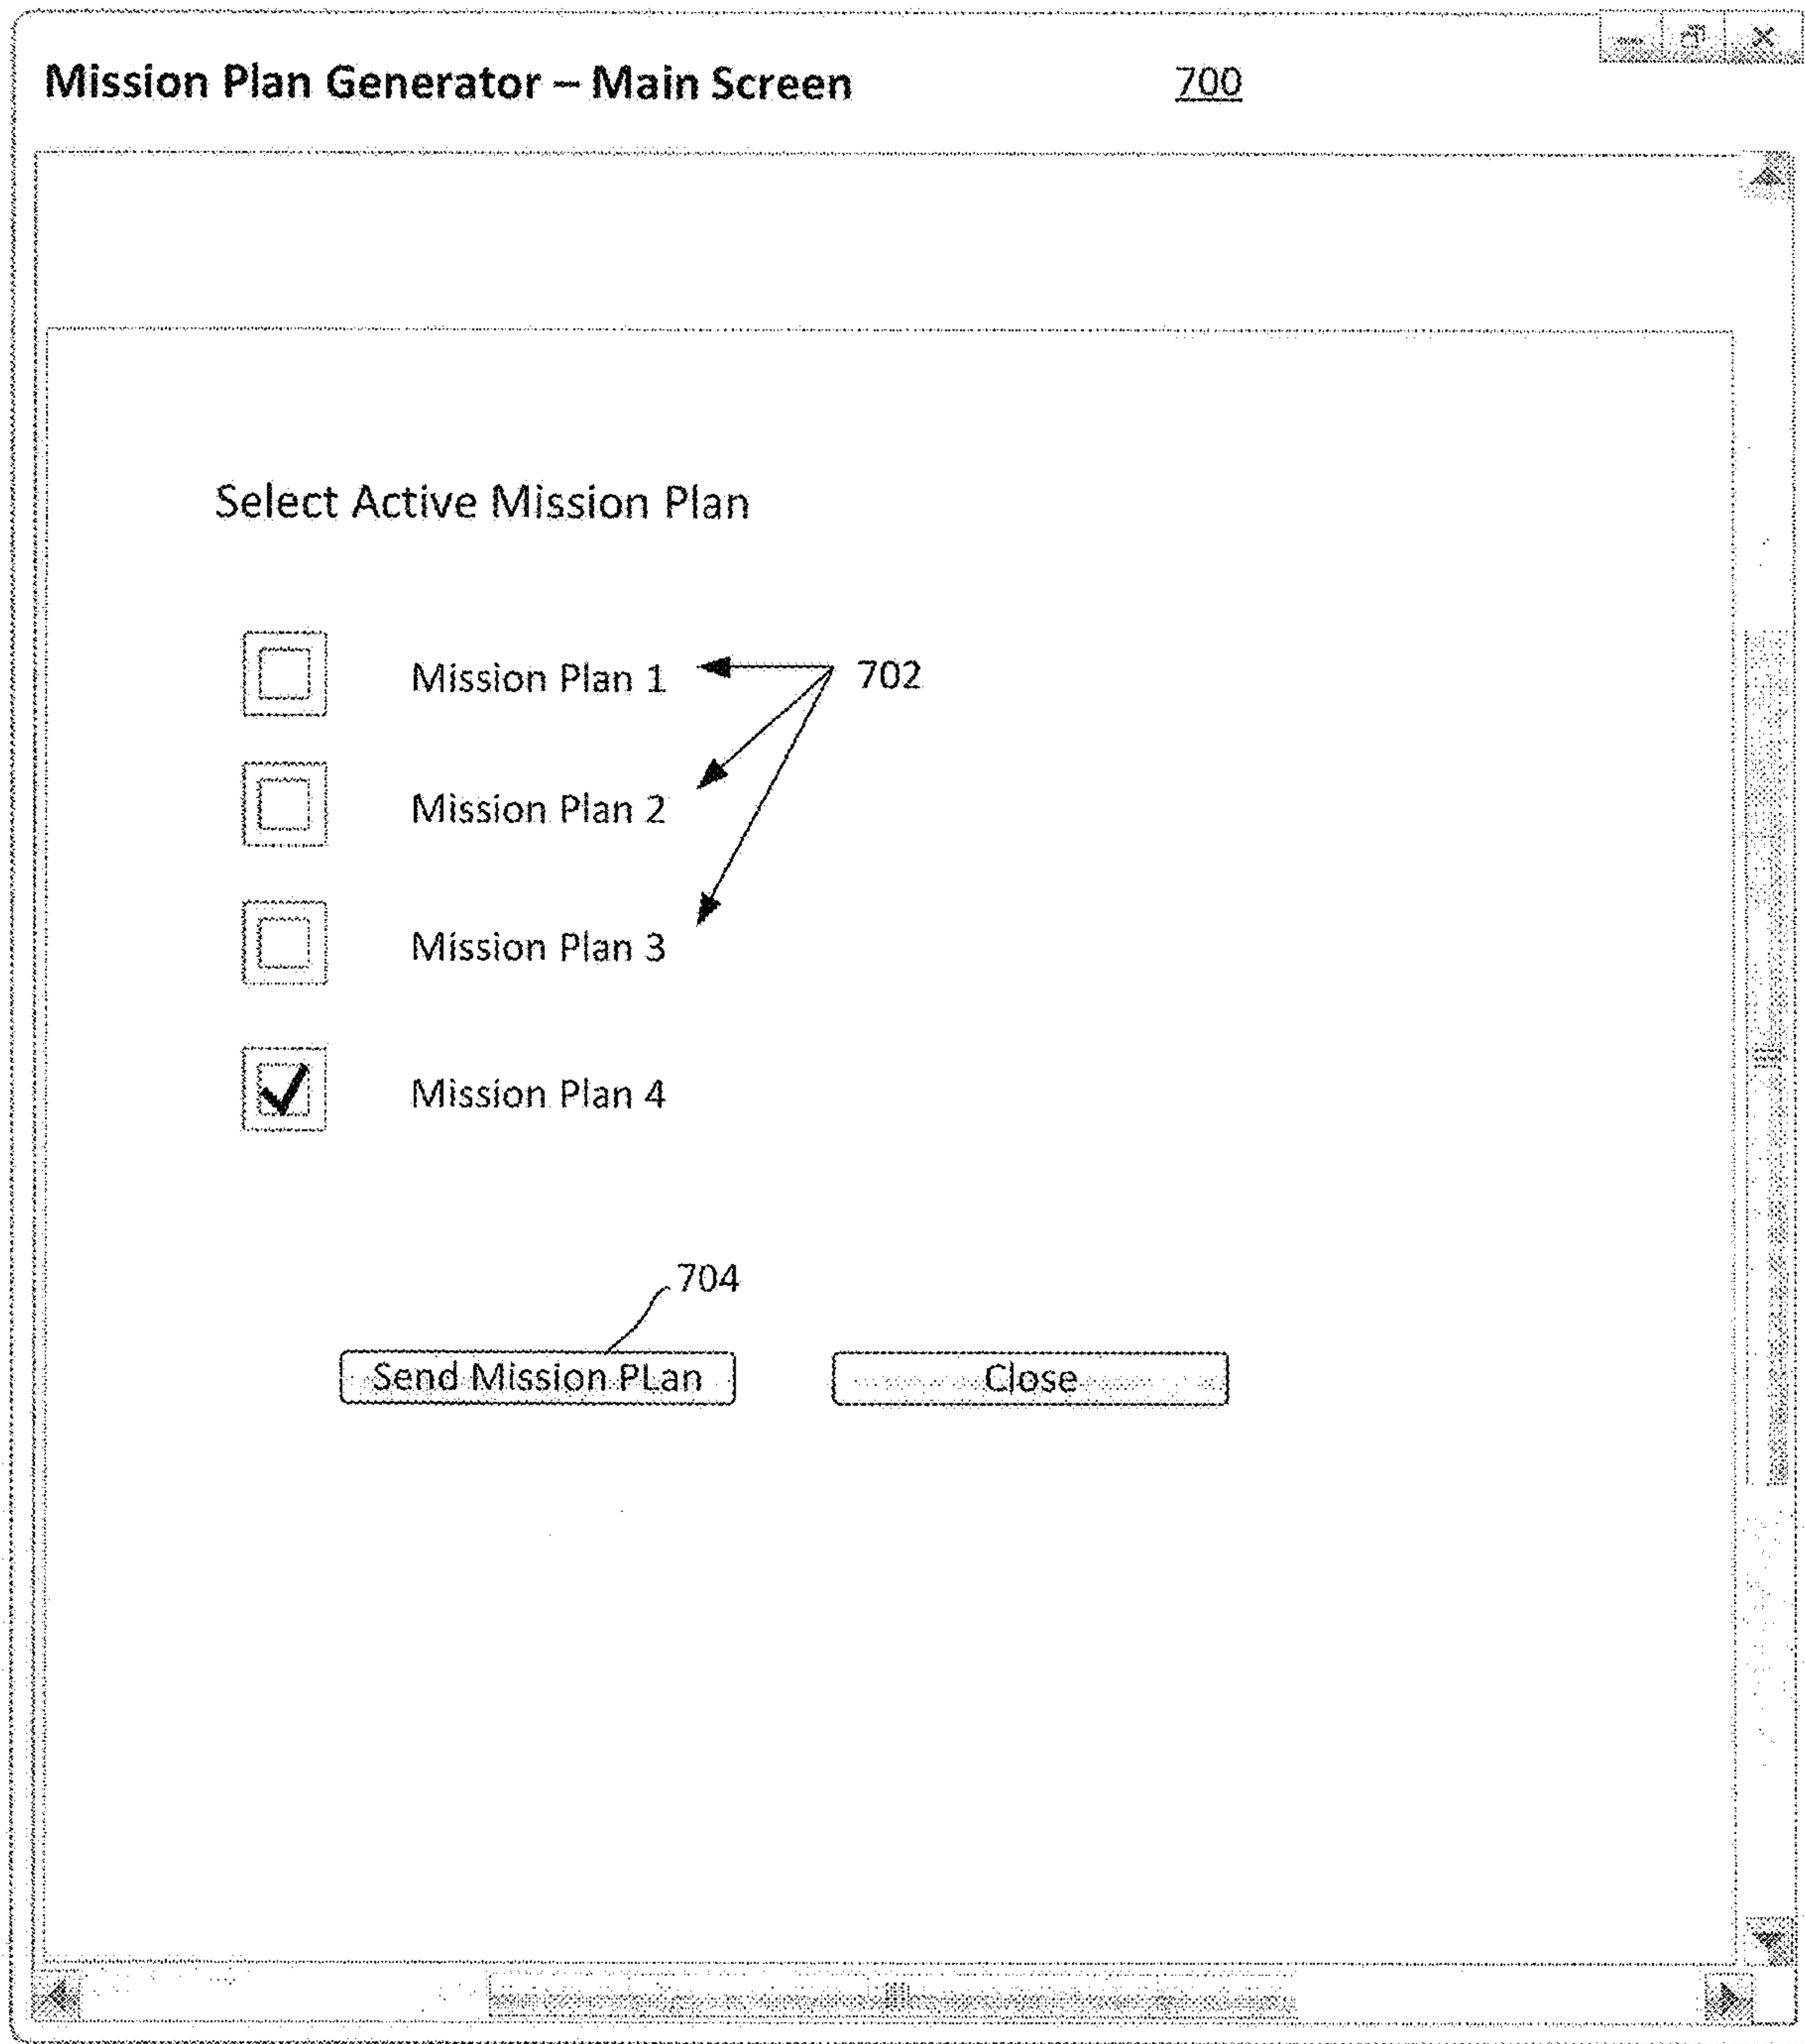 Mission Plan Generator – Main Screen 700
Select Active Mission Plan
Mission Plan 1 702
Mission Plan 2
Mission Plan 3
Mission Plan 4
704
Send Mission PLan Close